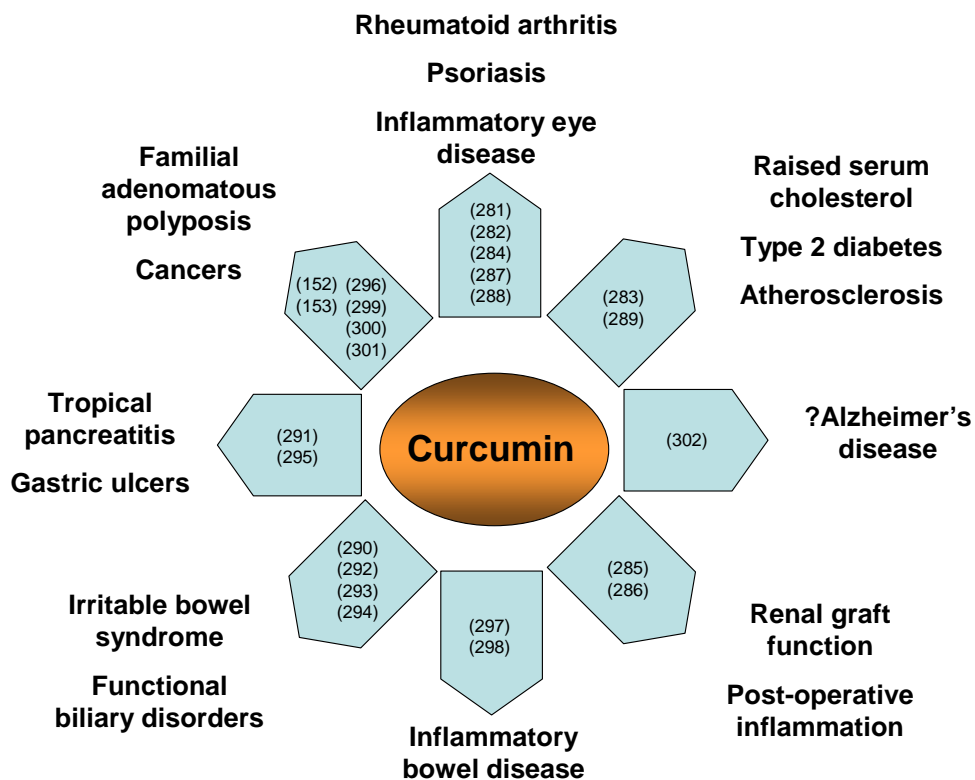 Rheumatoid arthritis
Psoriasis
Inflammatory eye
disease
Familial
adenomatous
polyposis
Cancers
Raised serum
cholesterol
Type 2 diabetes
Atherosclerosis
(281)
(282)
(284)
(287)
(288)
(152) (296)
(153) (299)
(300)
(301)
(283)
(289)
Tropical
pancreatitis
Gastric ulcers
(291)
(295)
Curcumin
(302)
?Alzheimer's
disease
(290)
(292)
(293)
(294)
(285)
(286)
(297)
(298)
Irritable bowel
syndrome
Functional
biliary disorders
Renal graft
function
Post-operative
inflammation
Inflammatory
bowel disease